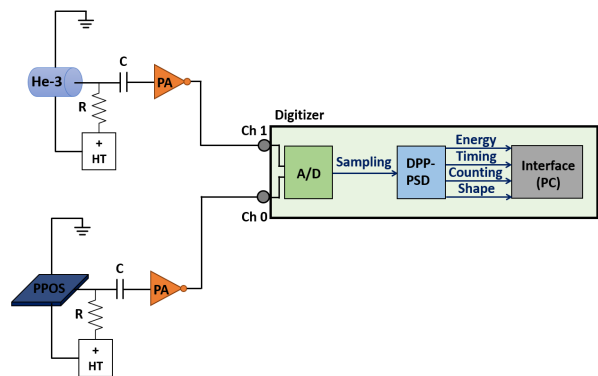 He-3
C
PA
R
+
HT
Ch 1
Digitizer
A/D
Sampling
DPP-
PSD
Energy
Timing
Counting
Shape
Interface
(PC)
Ch 0
PPOS
C
PA
R
+
HT